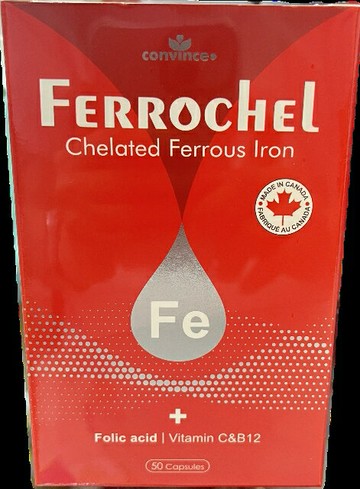 convince
FERROCHEL
Chelated Ferrous Iron
MADE IN CANADA
FABRIQUÉ AU CANADA
Fe
+
Folic acid | Vitamin C&B12
50 Capsules